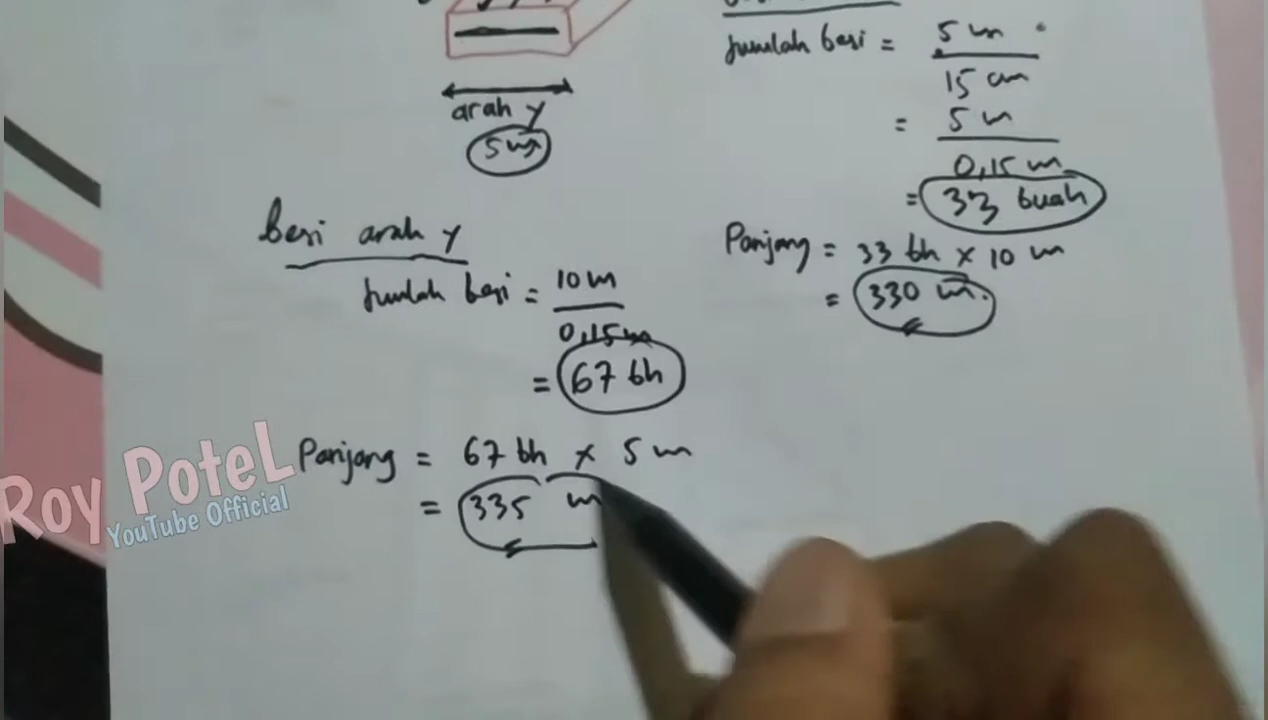 arah y
5 m
Jumlah besi = 5 m
15 cm
= 5 m
0,15 m
= 33 buah
Panjang = 33 bh x 10 m
= 330 m.
besi arah y
Jumlah besi = 10 m
0,15 m
= 67 bh
Panjang = 67 bh x 5 m
= 335 m
Roy PoteL
YouTube Official